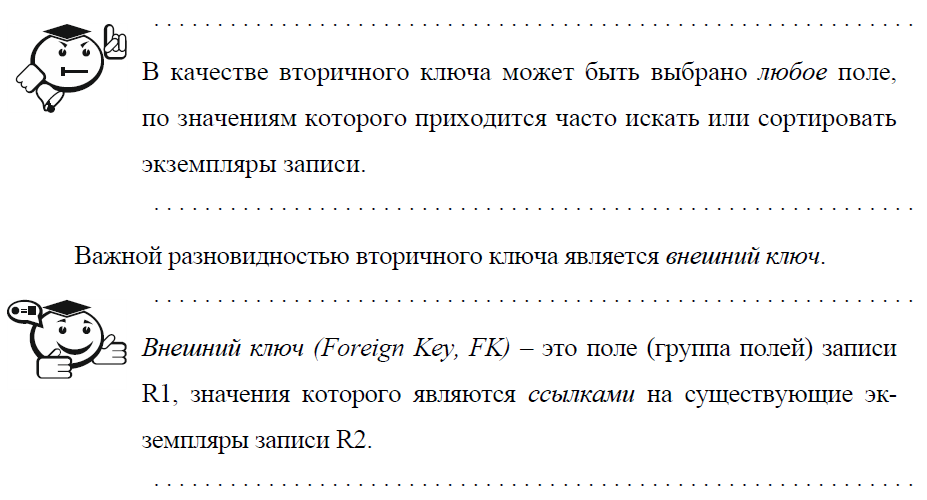 В качестве вторичного ключа может быть выбрано любое поле,
по значениям которого приходится часто искать или сортировать
экземпляры записи.
Важной разновидностью вторичного ключа является внешний ключ.
Внешний ключ (Foreign Key, FK) – это поле (группа полей) записи
R1, значения которого являются ссылками на существующие эк-
земпляры записи R2.